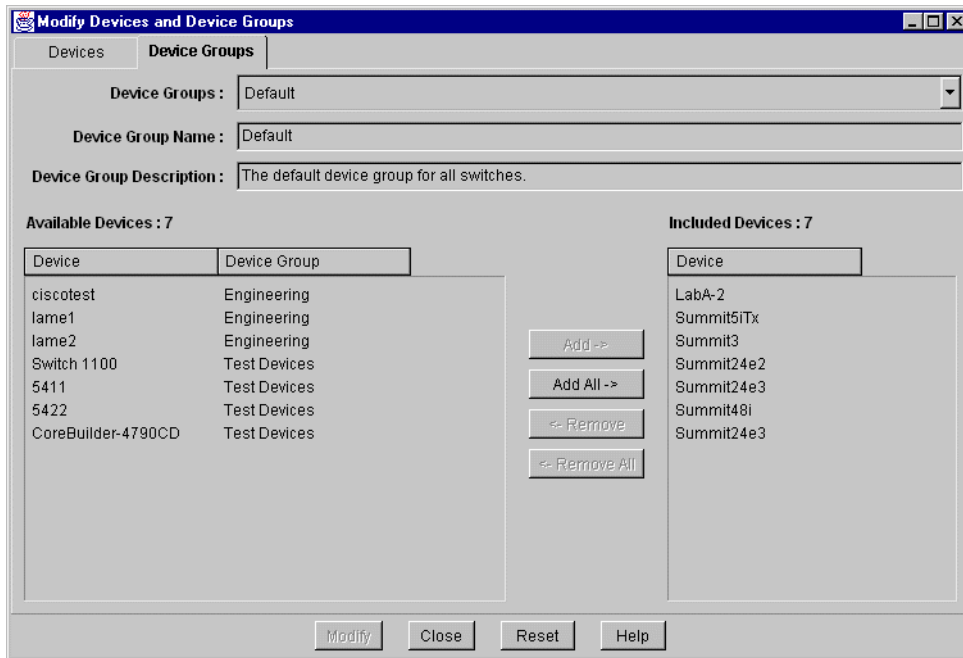 Modify Devices and Device Groups
Devices
Device Groups
Device Groups : Default
Device Group Name : Default
Device Group Description : The default device group for all switches.
Available Devices : 7
Included Devices : 7
Device Device Group
Device
ciscotest Engineering
lame1 Engineering
lame2 Engineering
Switch 1100 Test Devices
5411 Test Devices
5422 Test Devices
CoreBuilder-4790CD Test Devices
Add ->
Add All ->
<- Remove
<- Remove All
LabA-2
Summit5iTx
Summit3
Summit24e2
Summit24e3
Summit48i
Summit24e3
Modify Close Reset Help